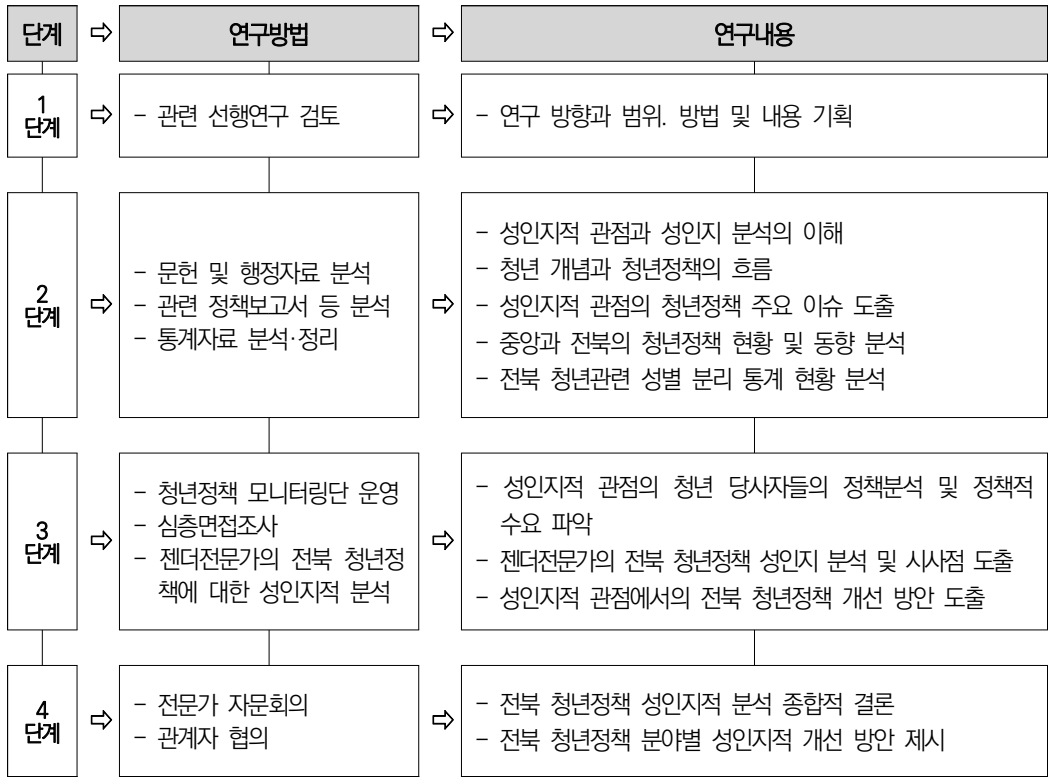 단계 ⇨ 연구방법 ⇨ 연구내용
1
단계
⇨
- 관련 선행연구 검토
⇨
- 연구 방향과 범위. 방법 및 내용 기획
2
단계
⇨
- 문헌 및 행정자료 분석
- 관련 정책보고서 등 분석
- 통계자료 분석·정리
⇨
- 성인지적 관점과 성인지 분석의 이해
- 청년 개념과 청년정책의 흐름
- 성인지적 관점의 청년정책 주요 이슈 도출
- 중앙과 전북의 청년정책 현황 및 동향 분석
- 전북 청년관련 성별 분리 통계 현황 분석
3
단계
⇨
- 청년정책 모니터링단 운영
- 심층면접조사
- 젠더전문가의 전북 청년정
책에 대한 성인지적 분석
⇨
- 성인지적 관점의 청년 당사자들의 정책분석 및 정책적
수요 파악
- 젠더전문가의 전북 청년정책 성인지 분석 및 시사점 도출
- 성인지적 관점에서의 전북 청년정책 개선 방안 도출
4
단계
⇨
- 전문가 자문회의
- 관계자 협의
⇨
- 전북 청년정책 성인지적 분석 종합적 결론
- 전북 청년정책 분야별 성인지적 개선 방안 제시